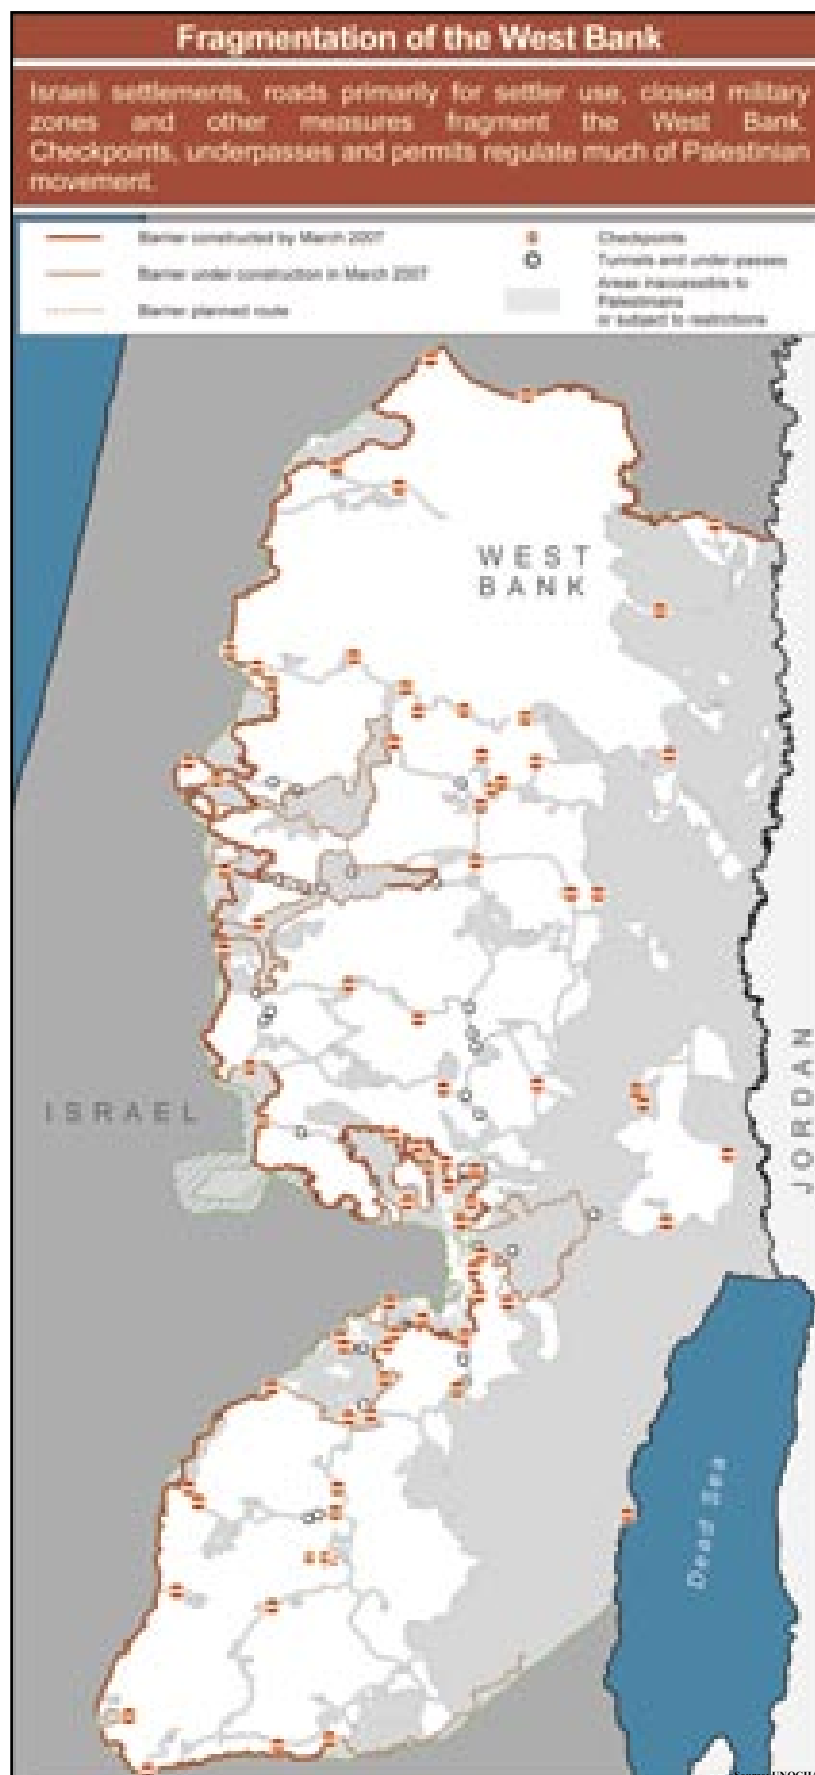 Fragmentation of the West Bank
Israeli settlements, roads primarily for settler use, closed military
zones and other measures fragment the West Bank.
Checkpoints, underpasses and permits regulate much of Palestinian
movement.
Barrier constructed by March 2007
Barrier under construction in March 2007
Barrier planned route
Checkpoints
Tunnels and under passes
Areas inaccessible to
Palestinians
or subject to restrictions
WEST
BANK
ISRAEL
JORDAN
Dead Sea